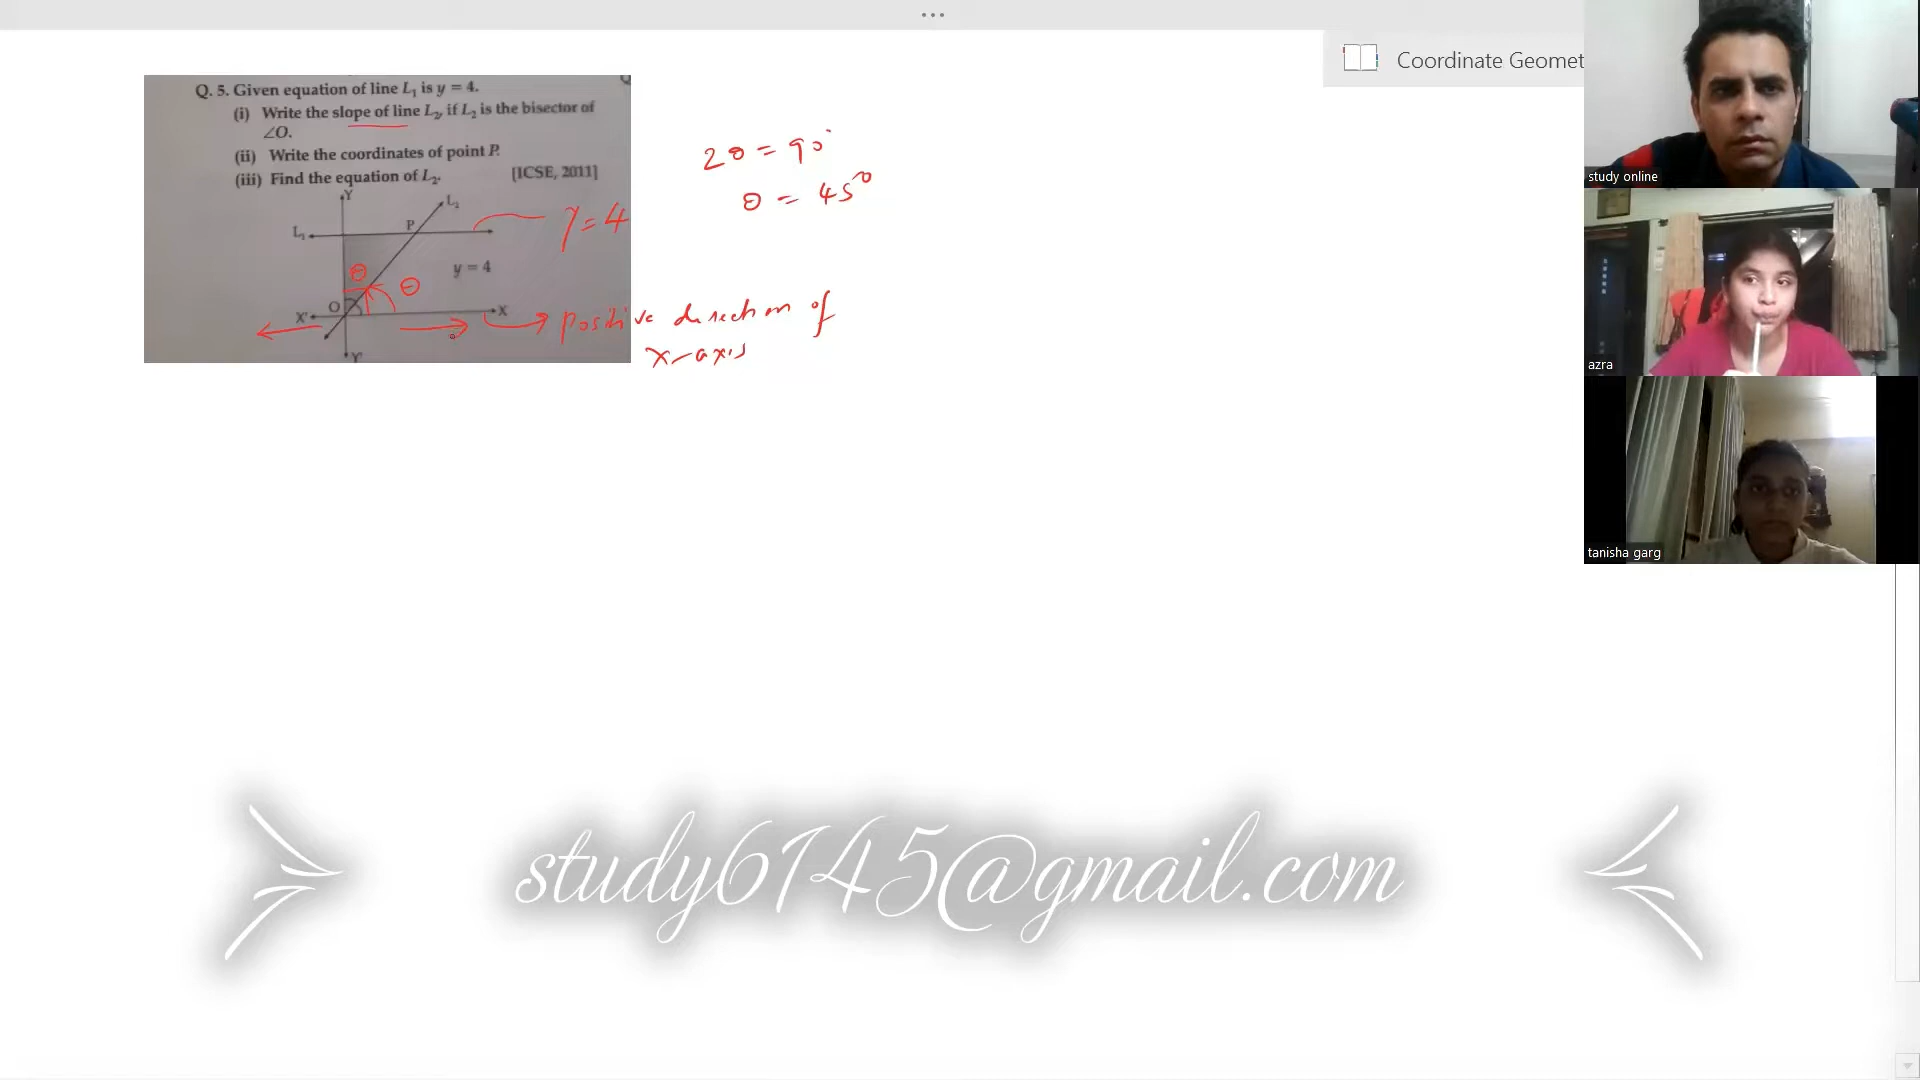 Coordinate Geomet
Q. 5. Given equation of line L₁ is y = 4.
(i) Write the slope of line L₂, if L₂ is the bisector of
∠O.
(ii) Write the coordinates of point P.
(iii) Find the equation of L₂. [ICSE, 2011]
Y
L₂
L₁
P
y = 4
O
X'
X
Y'
θ
θ
y = 4
2θ = 90°
θ = 45°
positive direction of
x-axis
study online
azra
tanisha garg
study6145@gmail.com